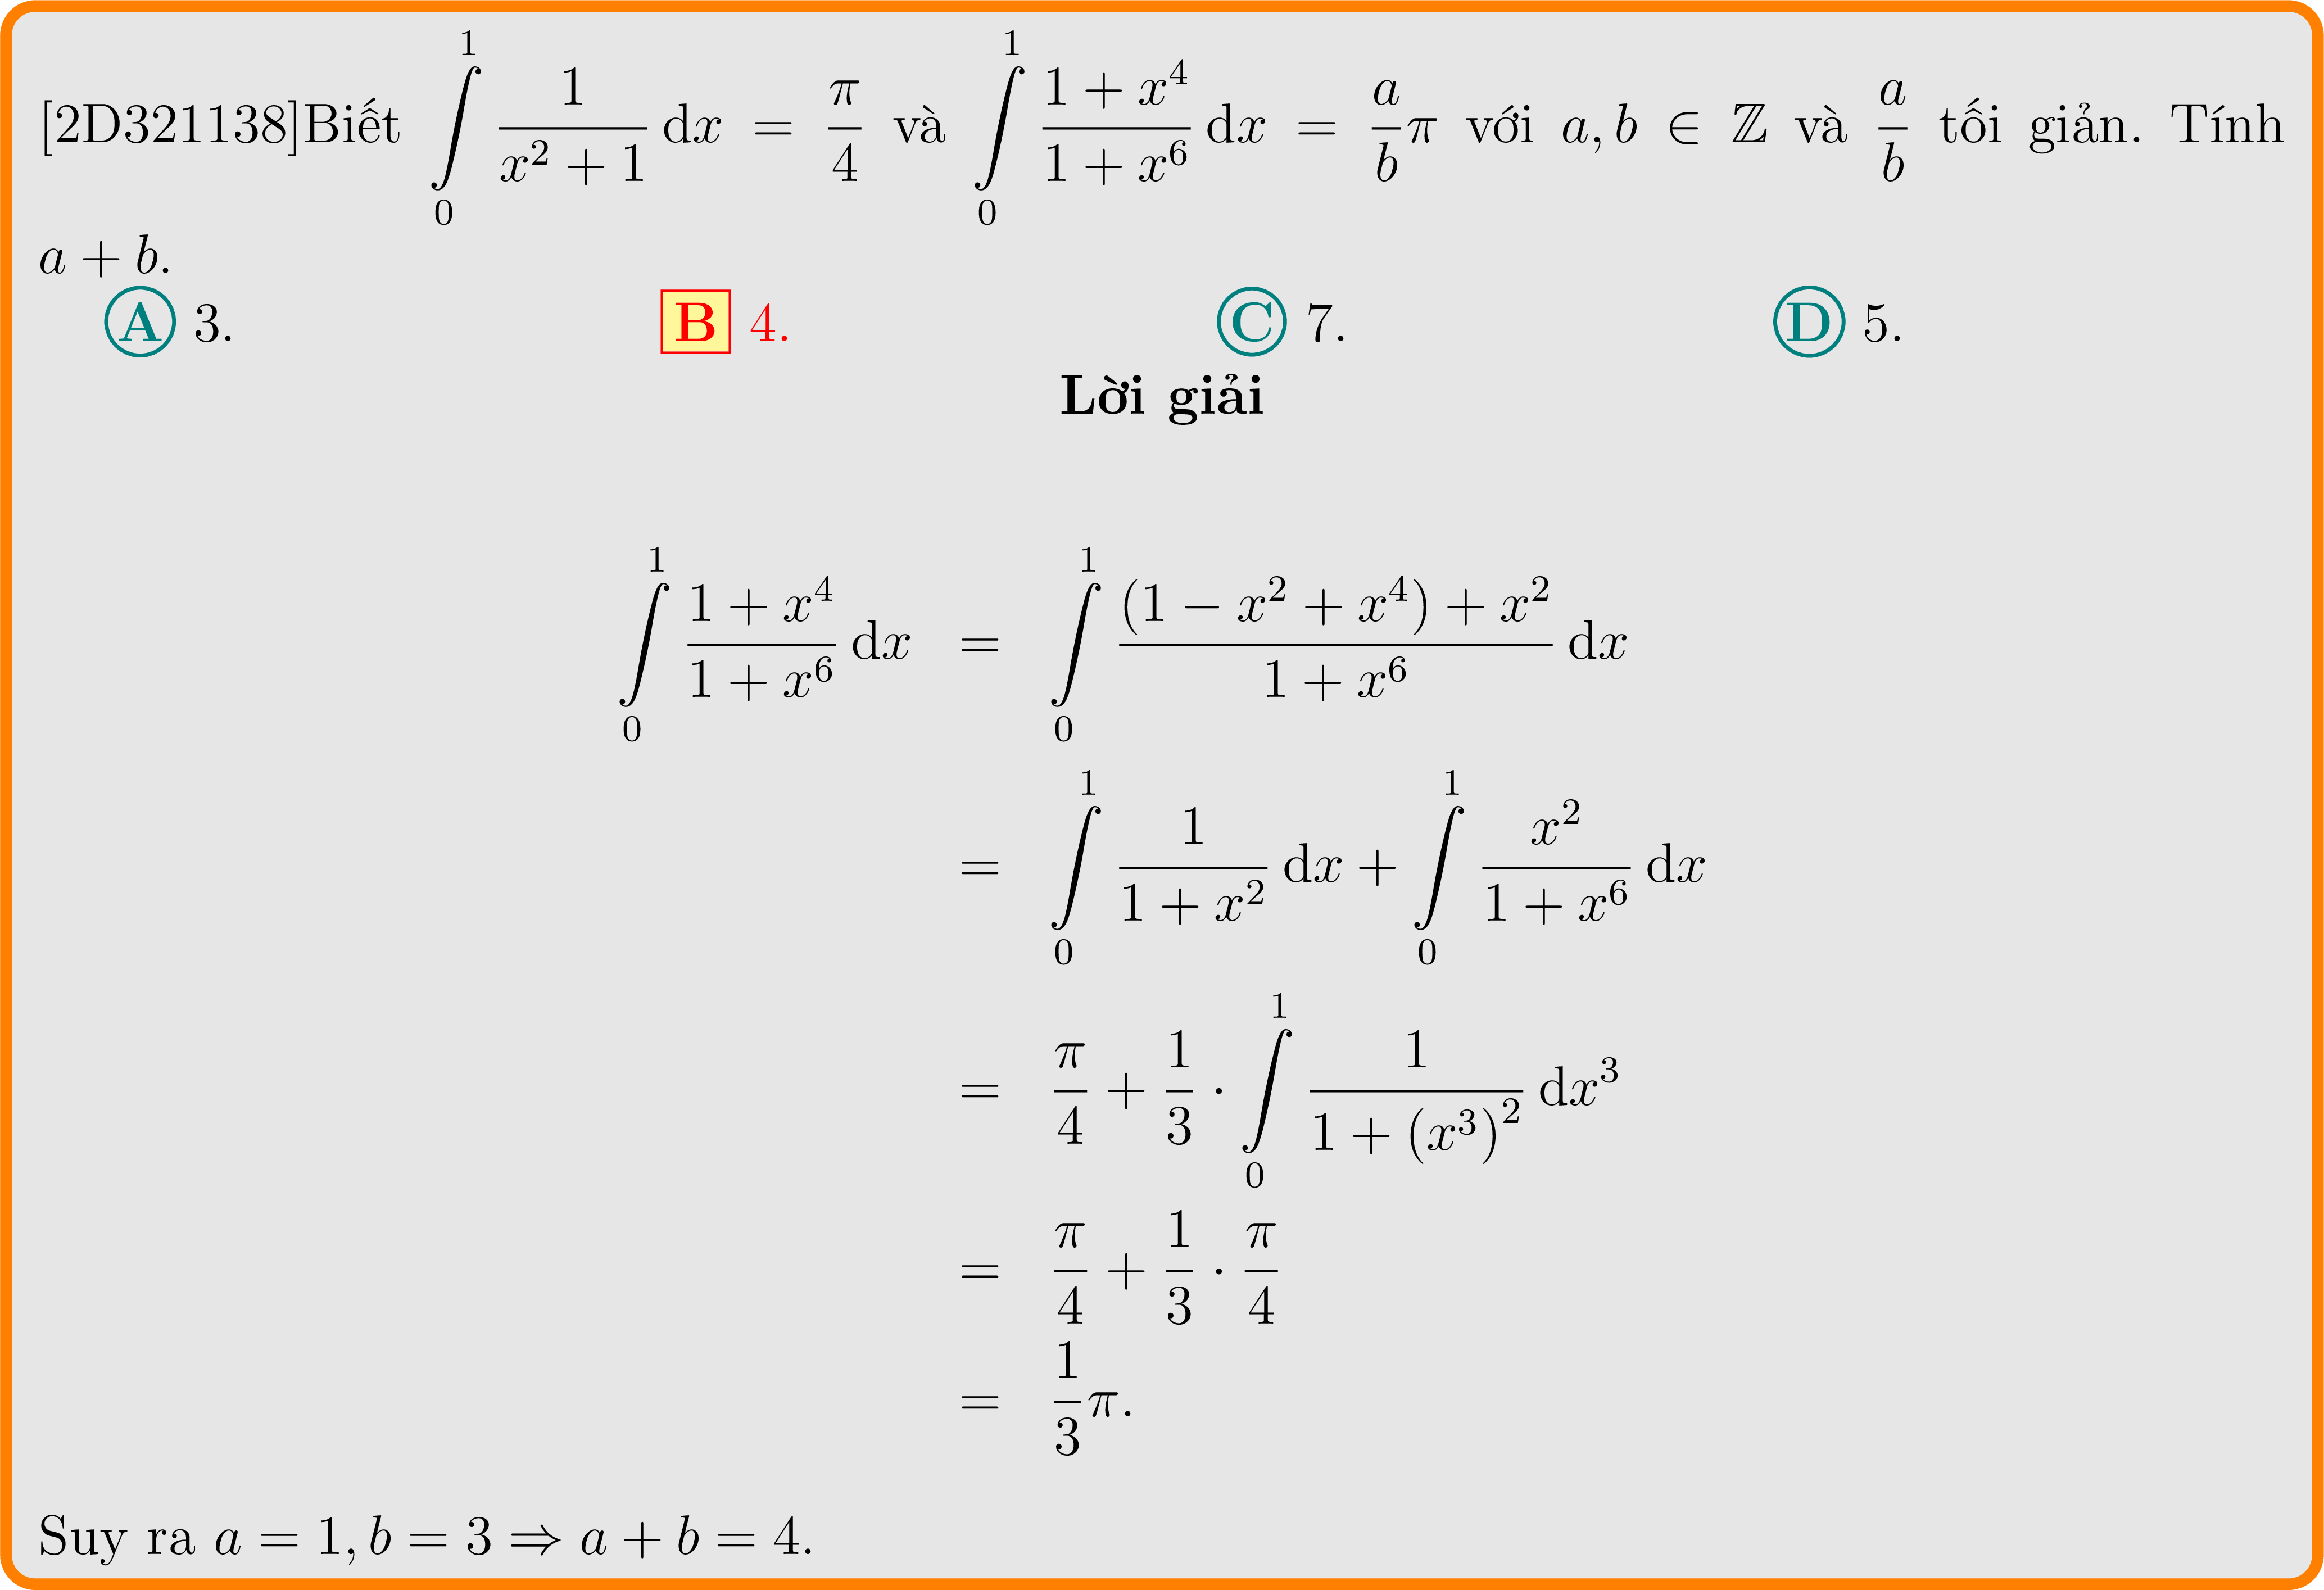 [2D321138]Biết $\int\limits_0^1 \frac{1}{x^2+1}\,\mathrm{d}x = \frac{\pi}{4}$ và $\int\limits_0^1 \frac{1+x^4}{1+x^6}\,\mathrm{d}x = \frac{a}{b}\pi$ với $a, b \in \mathbb{Z}$ và $\frac{a}{b}$ tối giản. Tính
$a + b$.
A 3. B 4. C 7. D 5.
Lời giải
$\int\limits_0^1 \frac{1+x^4}{1+x^6}\,\mathrm{d}x = \int\limits_0^1 \frac{(1-x^2+x^4)+x^2}{1+x^6}\,\mathrm{d}x$
$= \int\limits_0^1 \frac{1}{1+x^2}\,\mathrm{d}x + \int\limits_0^1 \frac{x^2}{1+x^6}\,\mathrm{d}x$
$= \frac{\pi}{4} + \frac{1}{3} \cdot \int\limits_0^1 \frac{1}{1+(x^3)^2}\,\mathrm{d}x^3$
$= \frac{\pi}{4} + \frac{1}{3} \cdot \frac{\pi}{4}$
$= \frac{1}{3}\pi.$
Suy ra $a = 1, b = 3 \Rightarrow a + b = 4.$